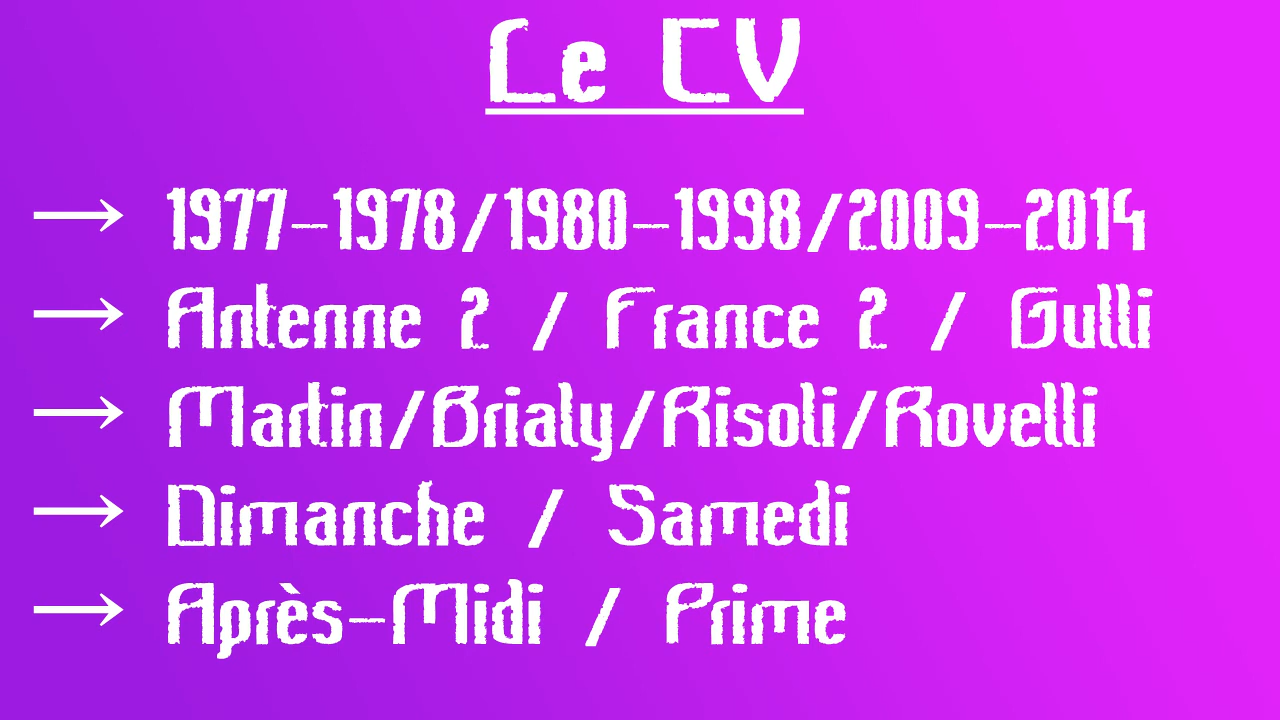 Le CV
→ 1977-1978/1980-1998/2009-2014
→ Antenne 2 / France 2 / Gulli
→ Martin/Brialy/Risoli/Rovelli
→ Dimanche / Samedi
→ Après-Midi / Prime